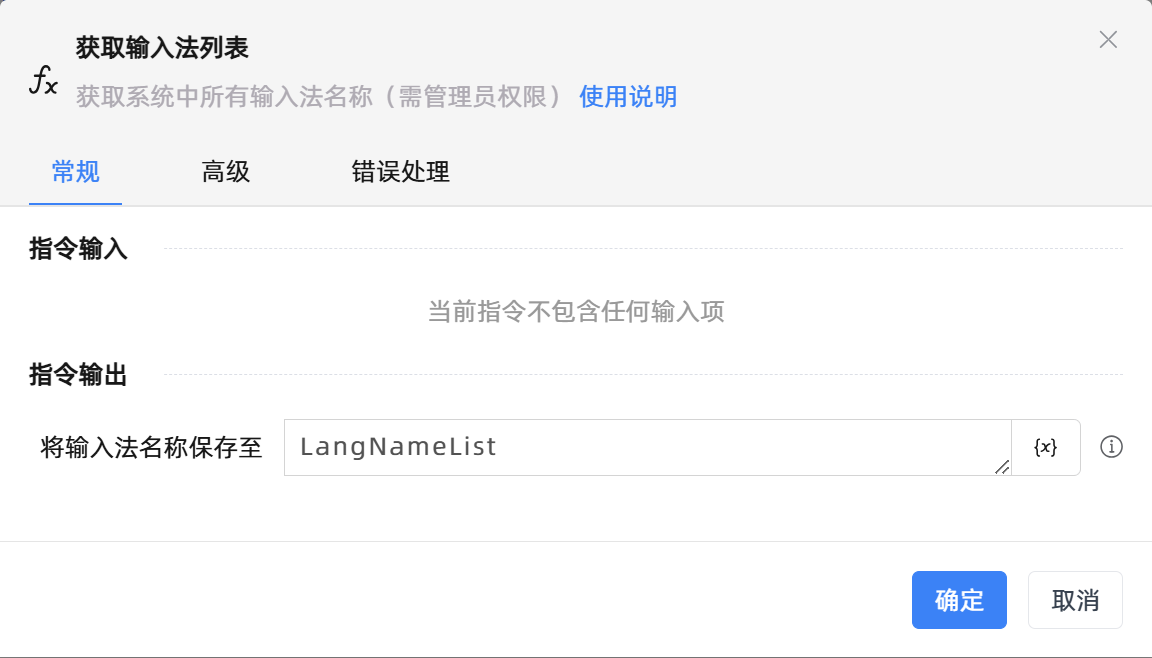 获取输入法列表
获取系统中所有输入法名称（需管理员权限） 使用说明
常规 高级 错误处理
指令输入
当前指令不包含任何输入项
指令输出
将输入法名称保存至 LangNameList {x}
确定 取消